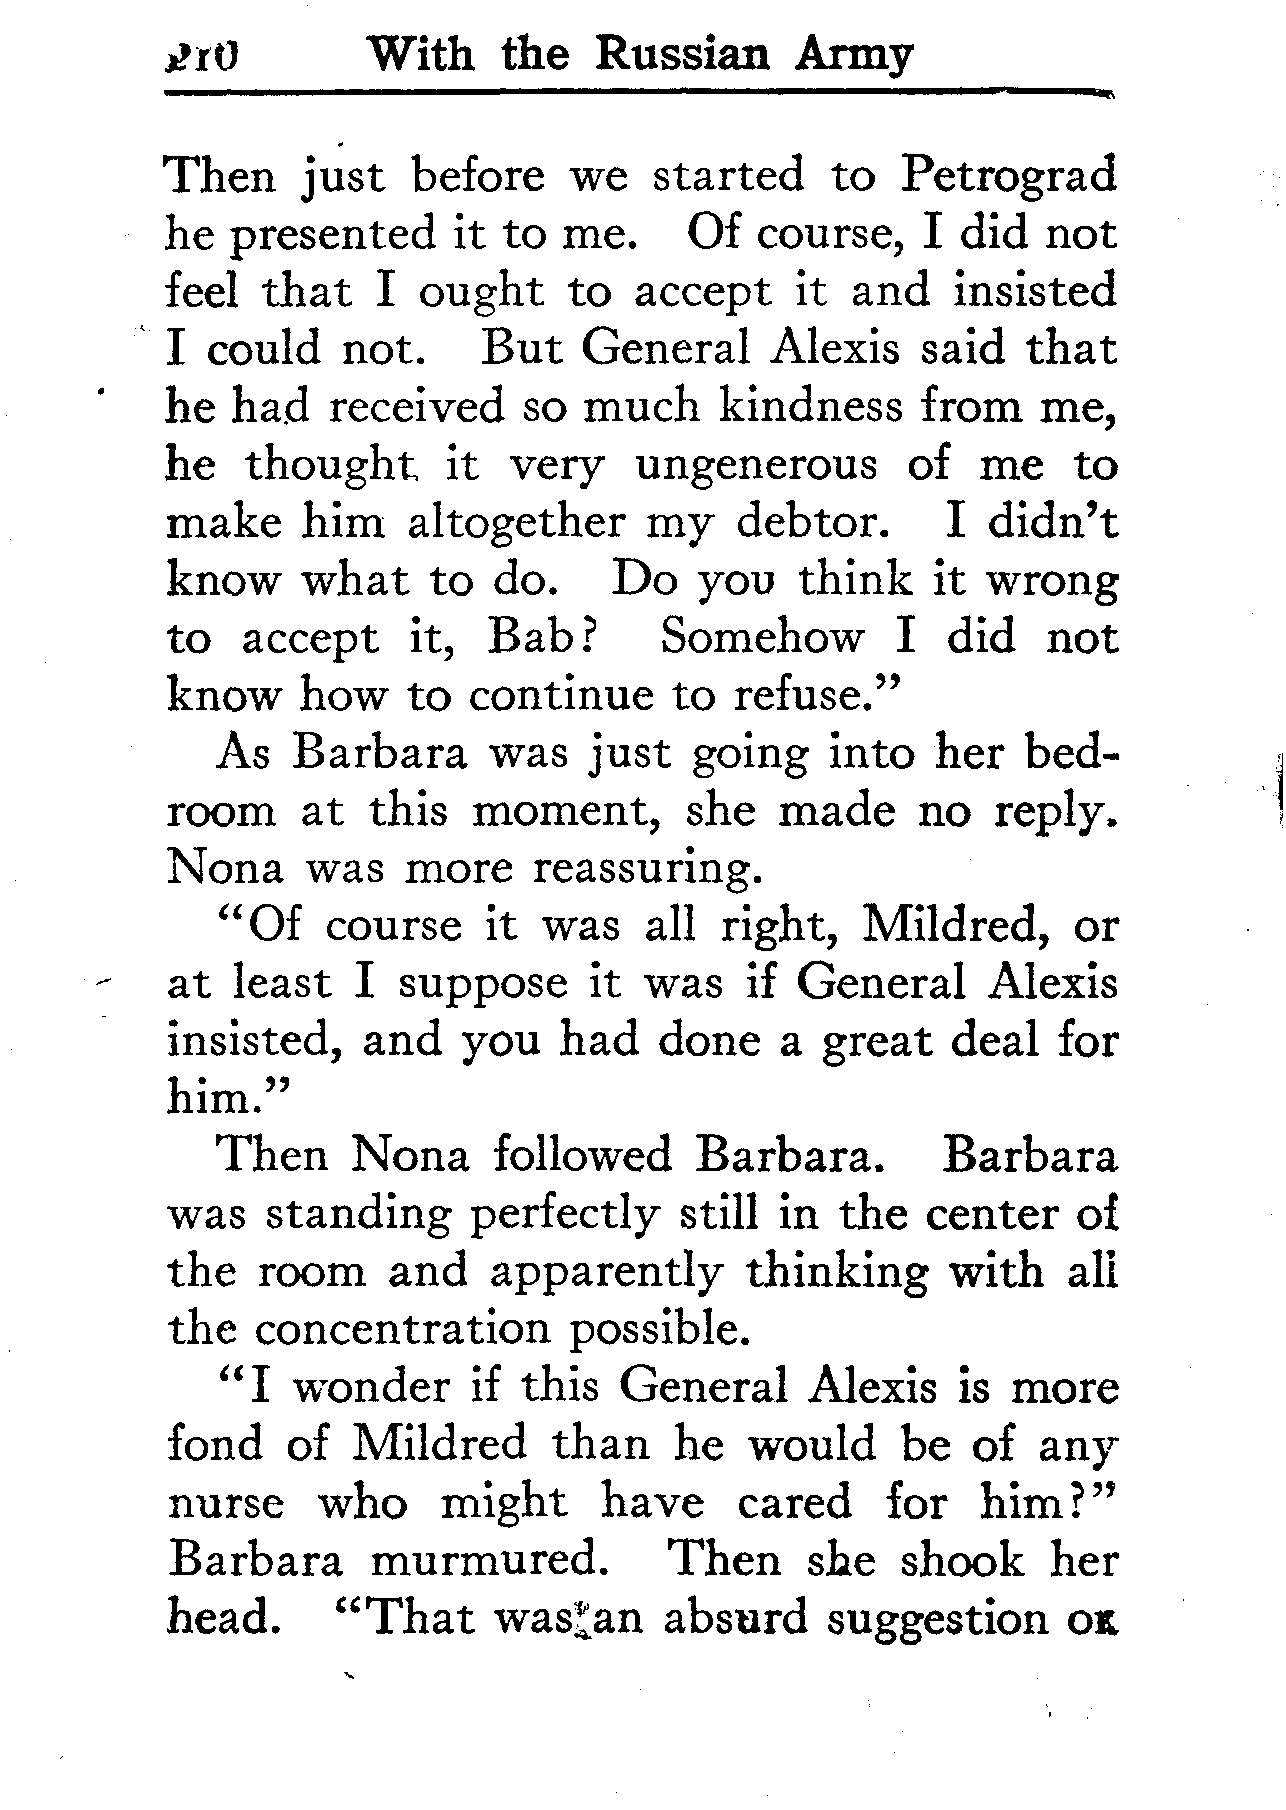 210 With the Russian Army
Then just before we started to Petrograd
he presented it to me. Of course, I did not
feel that I ought to accept it and insisted
I could not. But General Alexis said that
he had received so much kindness from me,
he thought it very ungenerous of me to
make him altogether my debtor. I didn't
know what to do. Do you think it wrong
to accept it, Bab? Somehow I did not
know how to continue to refuse."
As Barbara was just going into her bed-
room at this moment, she made no reply.
Nona was more reassuring.
"Of course it was all right, Mildred, or
at least I suppose it was if General Alexis
insisted, and you had done a great deal for
him."
Then Nona followed Barbara. Barbara
was standing perfectly still in the center of
the room and apparently thinking with all
the concentration possible.
"I wonder if this General Alexis is more
fond of Mildred than he would be of any
nurse who might have cared for him?"
Barbara murmured. Then she shook her
head. "That was an absurd suggestion on